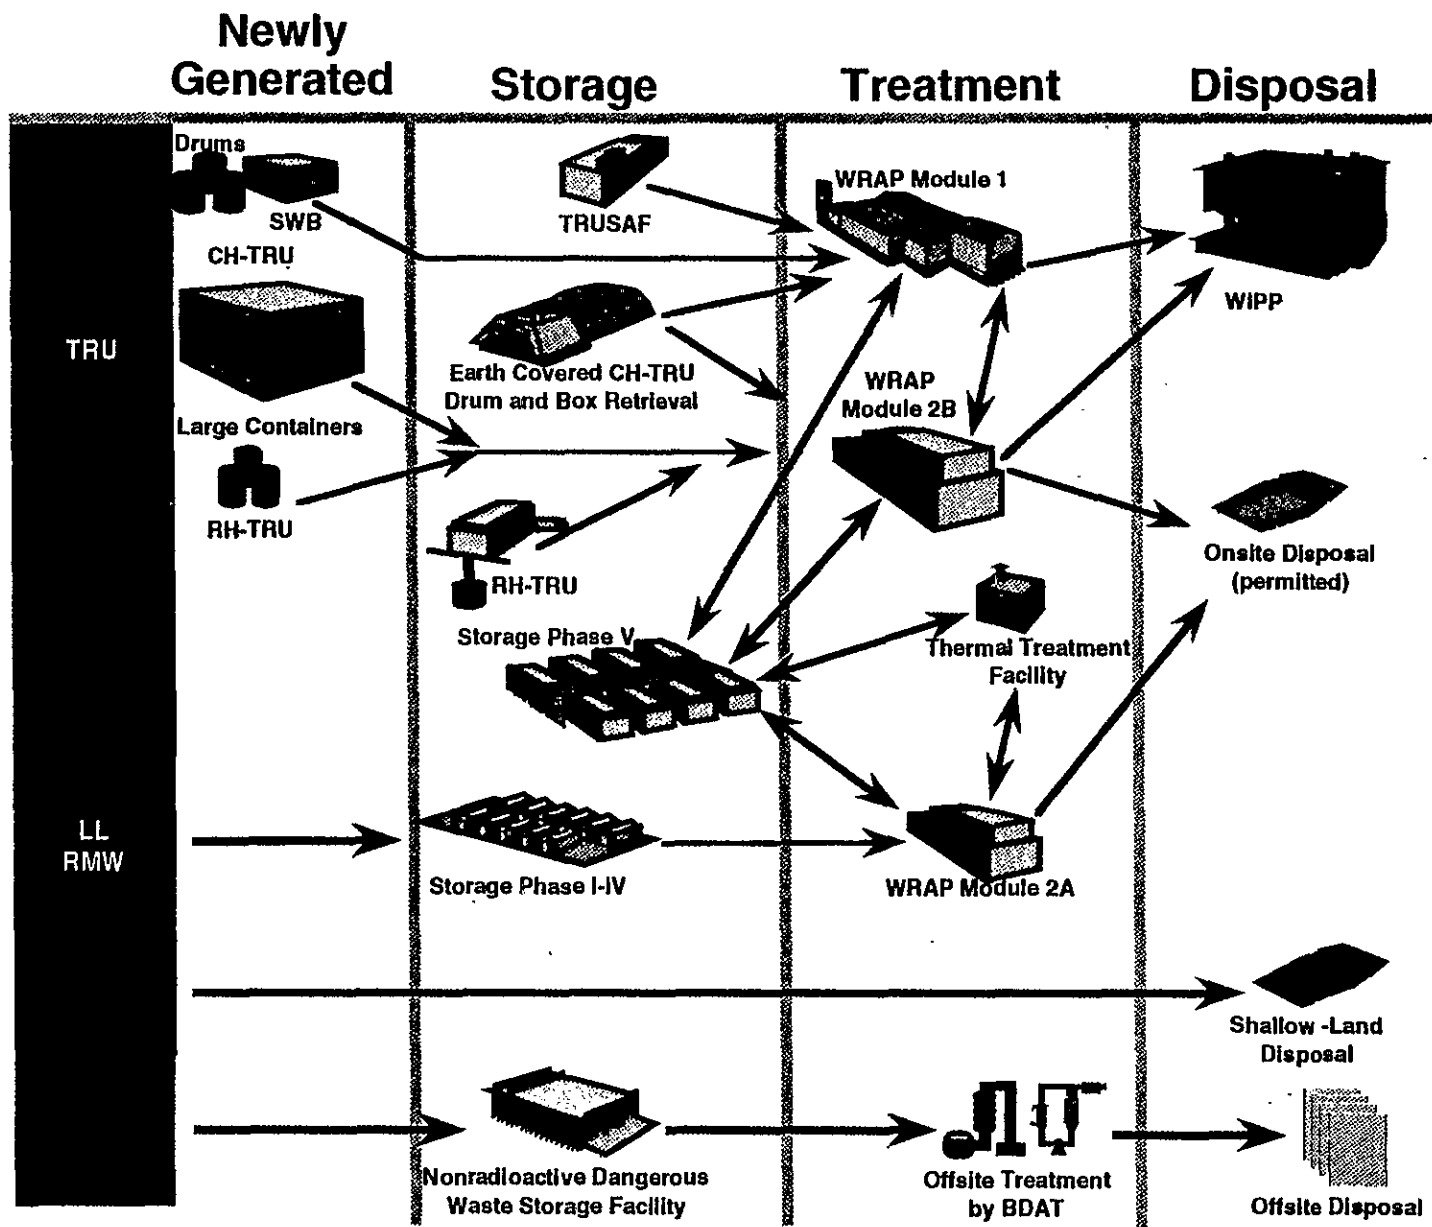 Newly
Generated
Storage
Treatment
Disposal
Drums
SWB
CH-TRU
TRUSAF
WRAP Module 1
WIPP
TRU
Large Containers
RH-TRU
Earth Covered CH-TRU
Drum and Box Retrieval
WRAP
Module 2B
RH-TRU
Onsite Disposal
(permitted)
Storage Phase V
Thermal Treatment
Facility
LL
RMW
Storage Phase I-IV
WRAP Module 2A
Shallow -Land
Disposal
Nonradioactive Dangerous
Waste Storage Facility
Offsite Treatment
by BDAT
Offsite Disposal